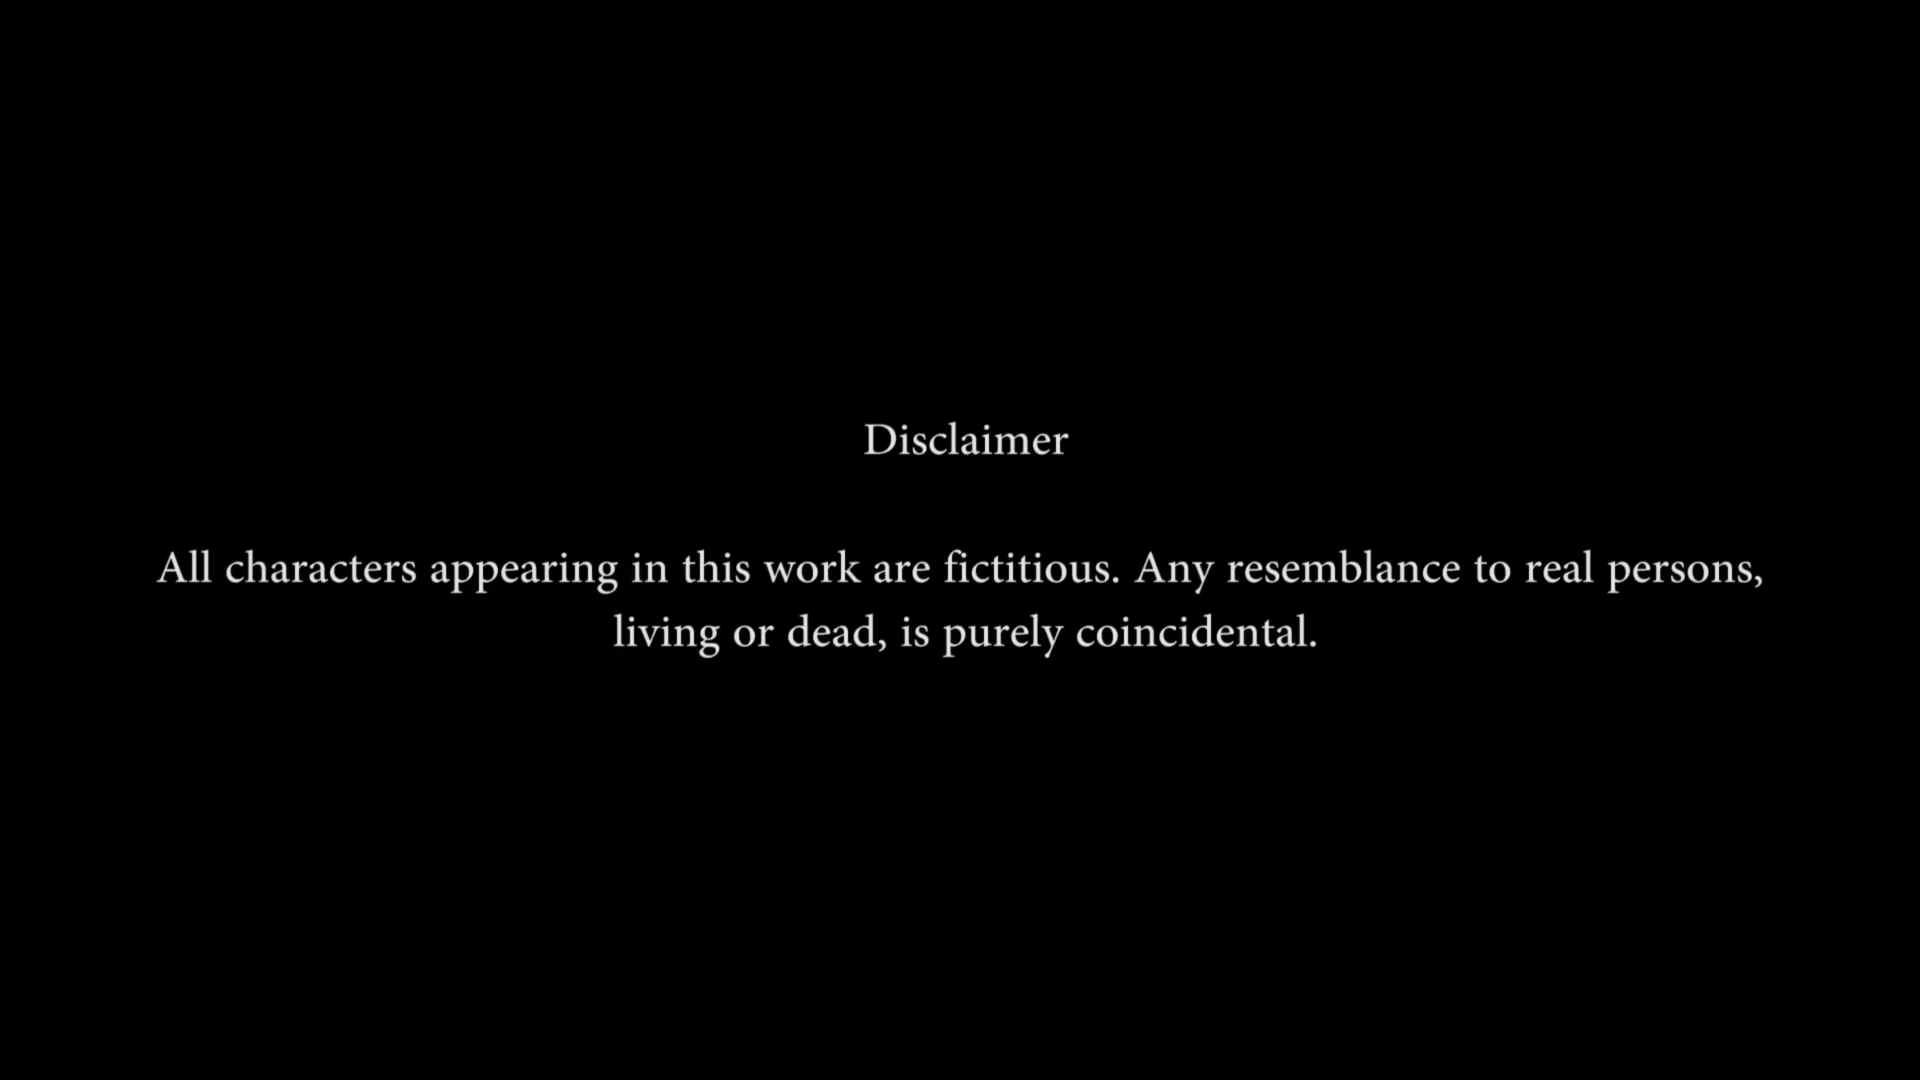 Disclaimer
All characters appearing in this work are fictitious. Any resemblance to real persons,
living or dead, is purely coincidental.